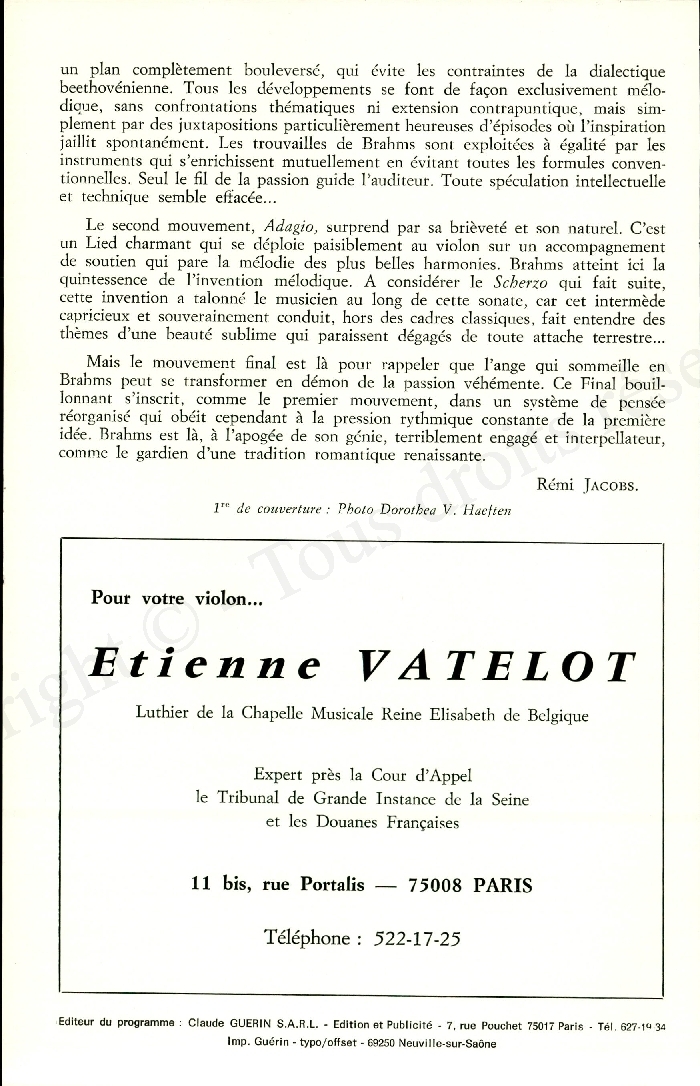 un plan complètement bouleversé, qui évite les contraintes de la dialectique
beethovénienne. Tous les développements se font de façon exclusivement mélo-
dique, sans confrontations thématiques ni extension contrapuntique, mais sim-
plement par des juxtapositions particulièrement heureuses d'épisodes où l'inspiration
jaillit spontanément. Les trouvailles de Brahms sont exploitées à égalité par les
instruments qui s'enrichissent mutuellement en évitant toutes les formules conven-
tionnelles. Seul le fil de la passion guide l'auditeur. Toute spéculation intellectuelle
et technique semble effacée...
Le second mouvement, Adagio, surprend par sa brièveté et son naturel. C'est
un Lied charmant qui se déploie paisiblement au violon sur un accompagnement
de soutien qui pare la mélodie des plus belles harmonies. Brahms atteint ici la
quintessence de l'invention mélodique. A considérer le Scherzo qui fait suite,
cette invention a talonné le musicien au long de cette sonate, car cet intermède
capricieux et souverainement conduit, hors des cadres classiques, fait entendre des
thèmes d'une beauté sublime qui paraissent dégagés de toute attache terrestre...
Mais le mouvement final est là pour rappeler que l'ange qui sommeille en
Brahms peut se transformer en démon de la passion véhémente. Ce Final bouil-
lonnant s'inscrit, comme le premier mouvement, dans un système de pensée
réorganisé qui obéit cependant à la pression rythmique constante de la première
idée. Brahms est là, à l'apogée de son génie, terriblement engagé et interpellateur,
comme le gardien d'une tradition romantique renaissante.
Rémi JACOBS.
1re de couverture : Photo Dorothea V. Haeften
Pour votre violon...
Etienne VATELOT
Luthier de la Chapelle Musicale Reine Elisabeth de Belgique
Expert près la Cour d'Appel
le Tribunal de Grande Instance de la Seine
et les Douanes Françaises
11 bis, rue Portalis — 75008 PARIS
Téléphone : 522-17-25
Editeur du programme : Claude GUERIN S.A.R.L. - Edition et Publicité - 7, rue Pouchet 75017 Paris - Tél.
Imp. Guérin - typo/offset - 69250 Neuville-sur-Saône
right © Tous droits rése